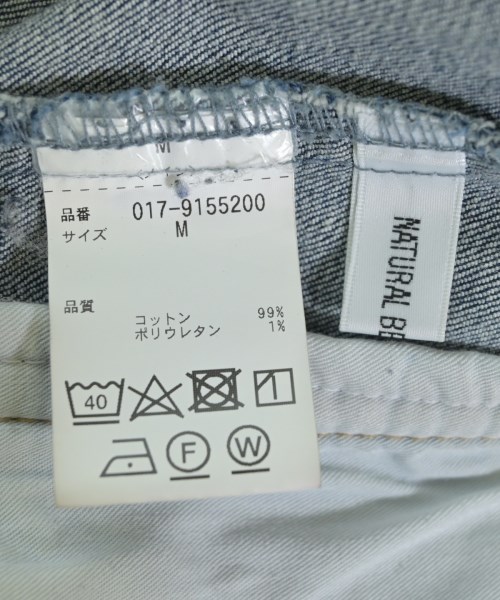 M
品番 017-9155200
サイズ M
品質
コットン 99%
ポリウレタン 1%
40
F W
NATURAL BE